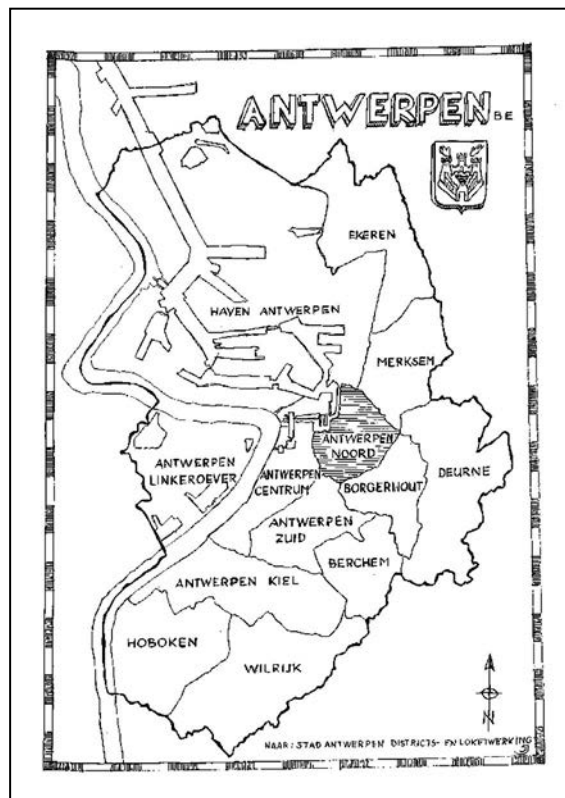 ANTWERPEN BE
EKEREN
HAVEN ANTWERPEN
MERKSEM
ANTWERPEN
NOORD
ANTWERPEN
LINKEROEVER
DEURNE
ANTWERPEN
CENTRUM
BORGERHOUT
ANTWERPEN
ZUID
BERCHEM
ANTWERPEN KIEL
HOBOKEN
WILRIJK
N
NAAR: STAD ANTWERPEN DISTRICTS- EN LOKETWERKING